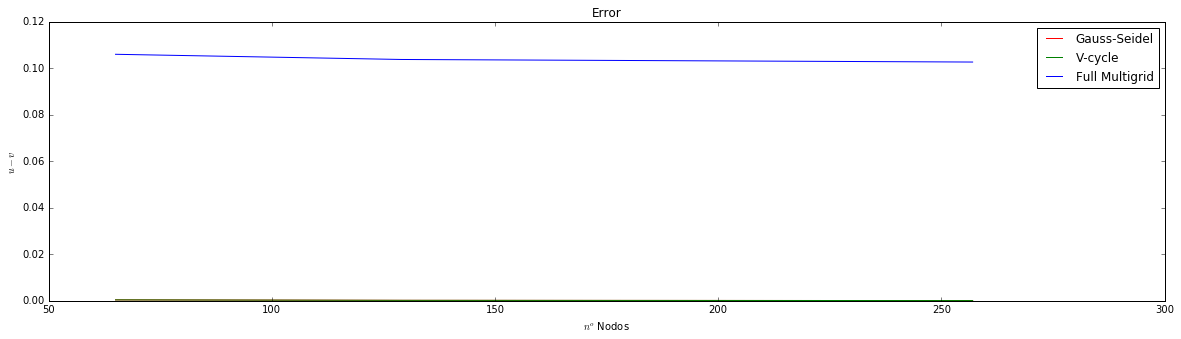 Error
0.12
0.10
0.08
0.06
0.04
0.02
0.00
u − v
Gauss-Seidel
V-cycle
Full Multigrid
50 100 150 200 250 300
nº Nodos